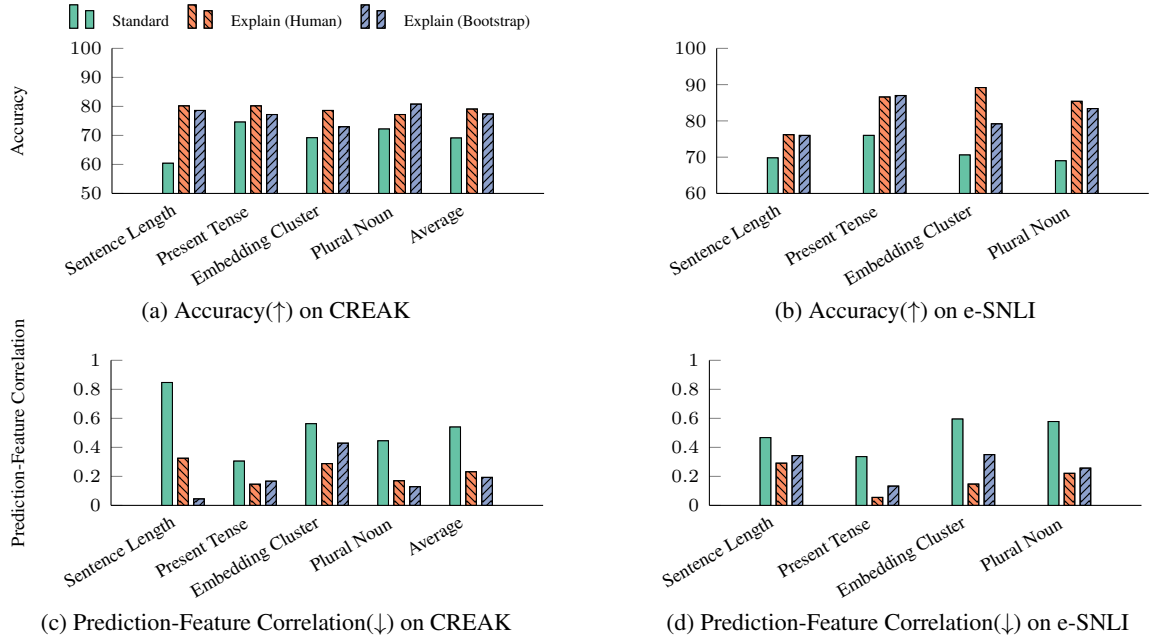 Standard Explain (Human) Explain (Bootstrap)
Accuracy
100
90
80
70
60
50
Sentence Length
Present Tense
Embedding Cluster
Plural Noun
Average
(a) Accuracy(↑) on CREAK
100
90
80
70
60
Sentence Length
Present Tense
Embedding Cluster
Plural Noun
(b) Accuracy(↑) on e-SNLI
Prediction-Feature Correlation
1
0.8
0.6
0.4
0.2
0
Sentence Length
Present Tense
Embedding Cluster
Plural Noun
Average
(c) Prediction-Feature Correlation(↓) on CREAK
1
0.8
0.6
0.4
0.2
0
Sentence Length
Present Tense
Embedding Cluster
Plural Noun
(d) Prediction-Feature Correlation(↓) on e-SNLI